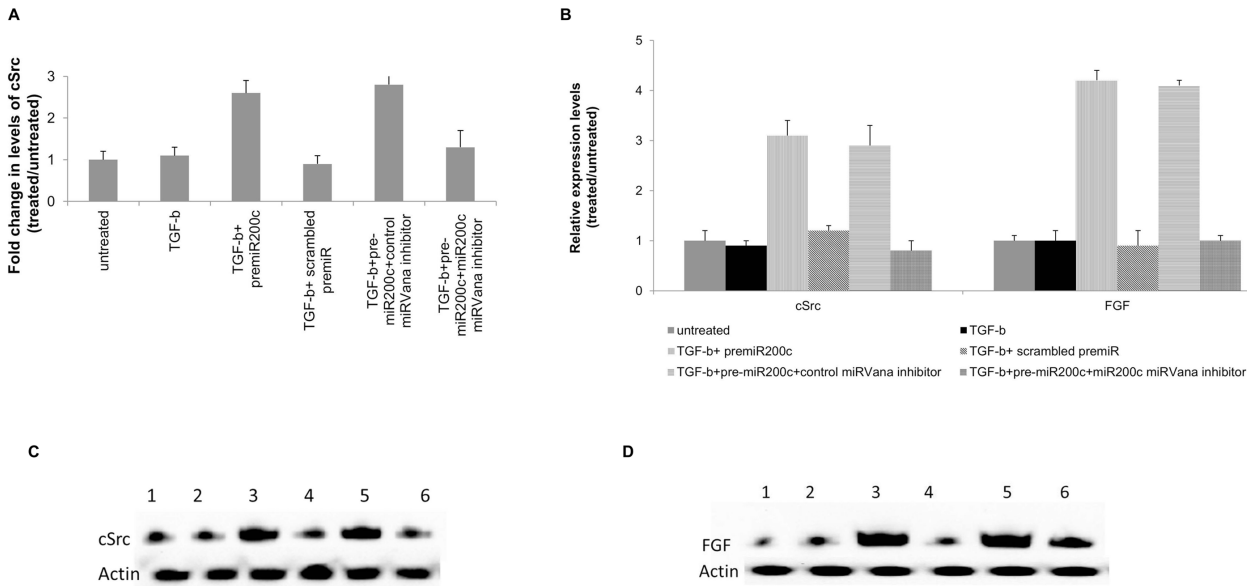 A
Fold change in levels of cSrc
(treated/untreated)
3
2
1
0
untreated
TGF-b
TGF-b+
premiR200c
TGF-b+ scrambled
premiR
TGF-b+pre-
miR200c+control
miRVana inhibitor
TGF-b+pre-
miR200c+miR200c
miRVana inhibitor
B
Relative expression levels
(treated/untreated)
5
4
3
2
1
0
cSrc FGF
untreated TGF-b
TGF-b+ premiR200c TGF-b+ scrambled premiR
TGF-b+pre-miR200c+control miRVana inhibitor TGF-b+pre-miR200c+miR200c miRVana inhibitor
C
1 2 3 4 5 6
cSrc
Actin
D
1 2 3 4 5 6
FGF
Actin